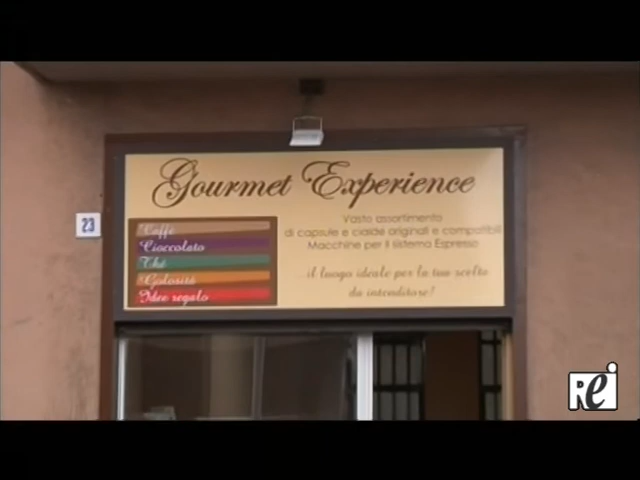 Gourmet Experience
23
Caffè
Cioccolato
Thé
Golosità
Idee regalo
Vasto assortimento
di capsule e cialde originali e compatibili
Macchine per il sistema Espresso
...il luogo ideale per la tua scelta
da intenditore!
Rei